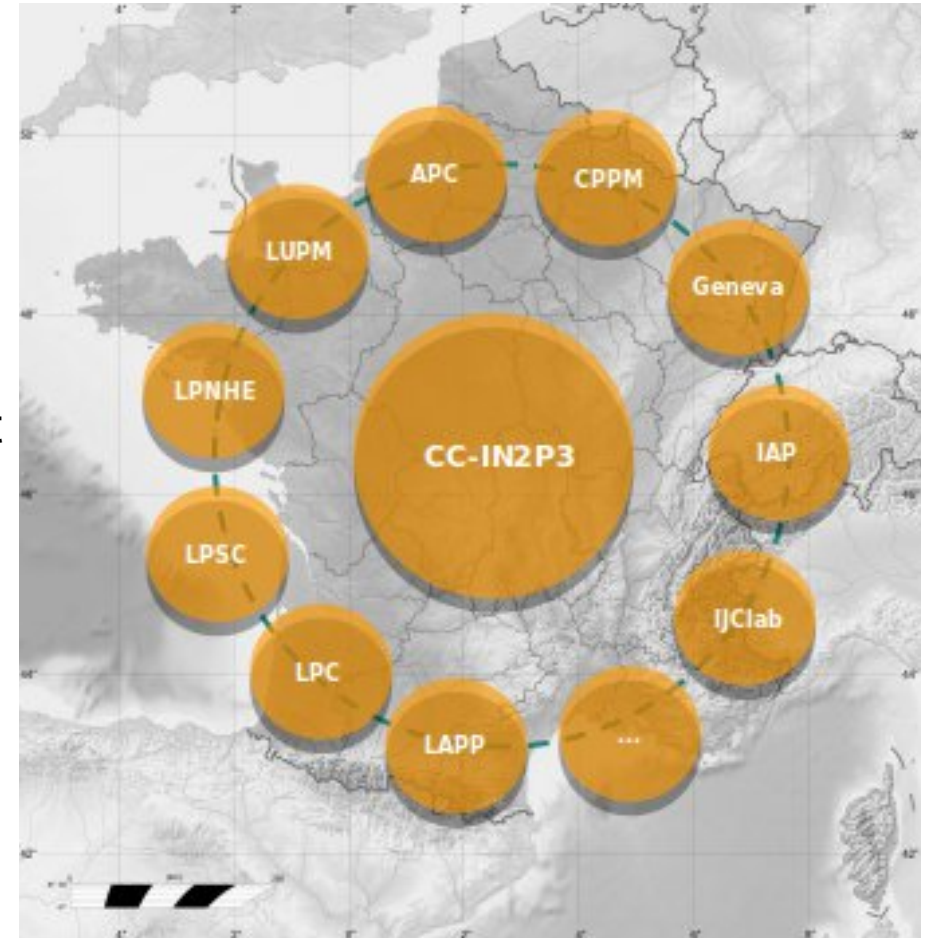 APC
CPPM
LUPM
Geneva
LPNHE
CC-IN2P3
IAP
LPSC
IJClab
LPC
LAPP
...